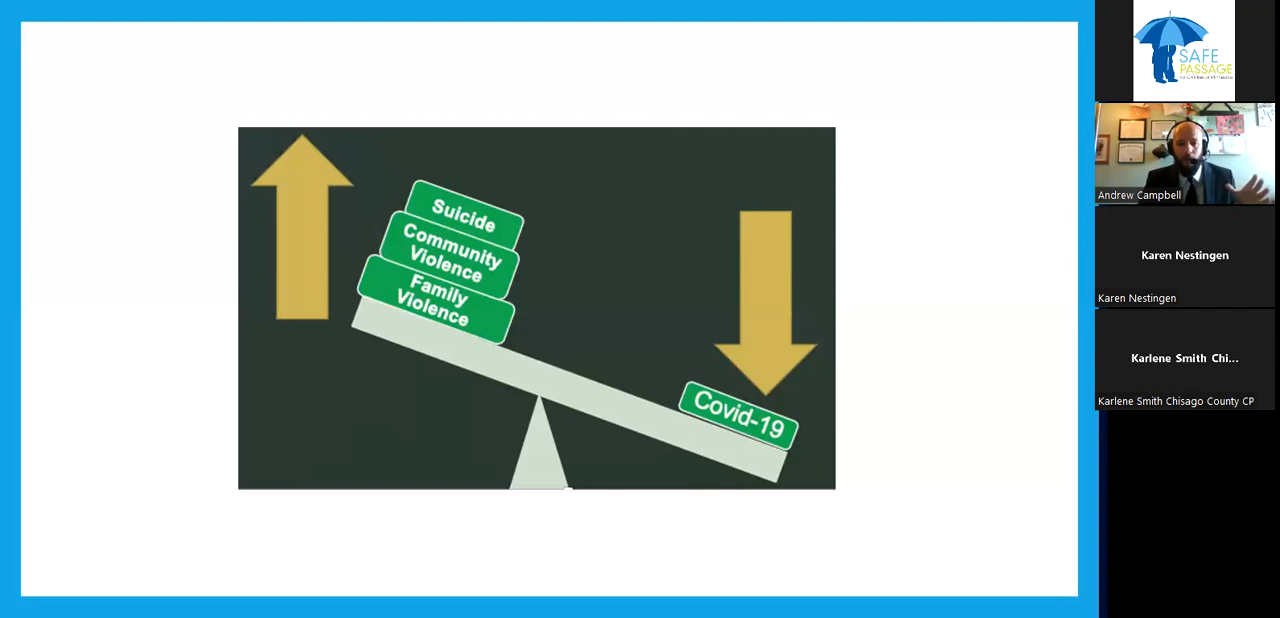 Suicide
Community
Violence
Family
Violence
Covid-19
SAFE
PASSAGE
Andrew Campbell
Karen Nestingen
Karen Nestingen
Karlene Smith Chi...
Karlene Smith Chisago County CP